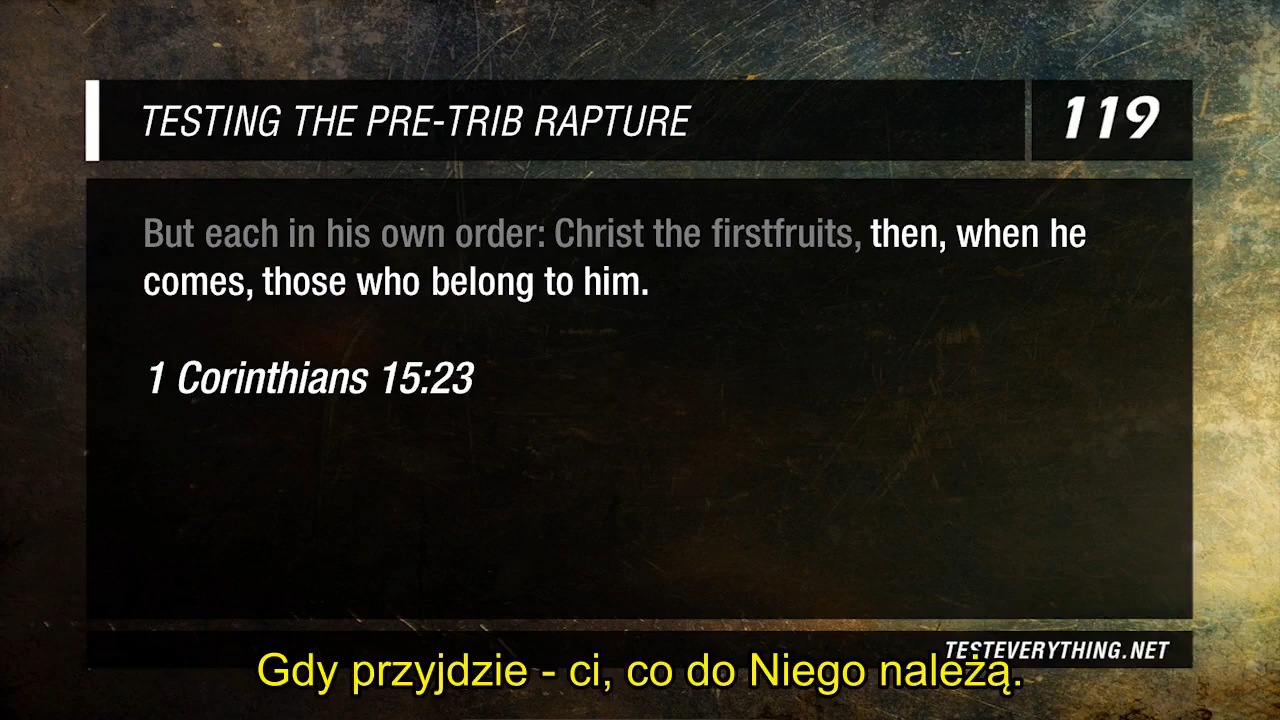 TESTING THE PRE-TRIB RAPTURE
119
But each in his own order: Christ the firstfruits, then, when he
comes, those who belong to him.
1 Corinthians 15:23
TESTEVERYTHING.NET
Gdy przyjdzie - ci, co do Niego należą.